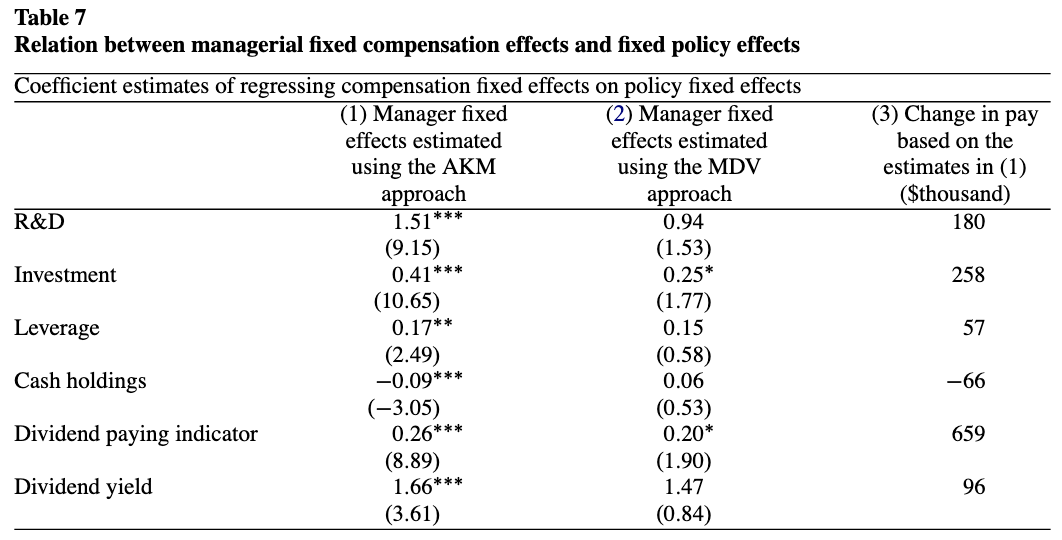 Table 7
Relation between managerial fixed compensation effects and fixed policy effects
Coefficient estimates of regressing compensation fixed effects on policy fixed effects
(1) Manager fixed (2) Manager fixed (3) Change in pay
effects estimated effects estimated based on the
using the AKM using the MDV estimates in (1)
approach approach ($thousand)
R&D 1.51*** 0.94 180
(9.15) (1.53)
Investment 0.41*** 0.25* 258
(10.65) (1.77)
Leverage 0.17** 0.15 57
(2.49) (0.58)
Cash holdings −0.09*** 0.06 −66
(−3.05) (0.53)
Dividend paying indicator 0.26*** 0.20* 659
(8.89) (1.90)
Dividend yield 1.66*** 1.47 96
(3.61) (0.84)